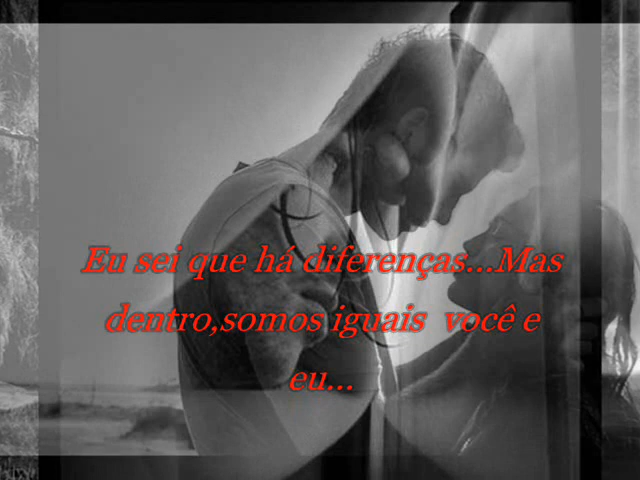 Eu sei que há diferenças...Mas
dentro,somos iguais você e
eu...